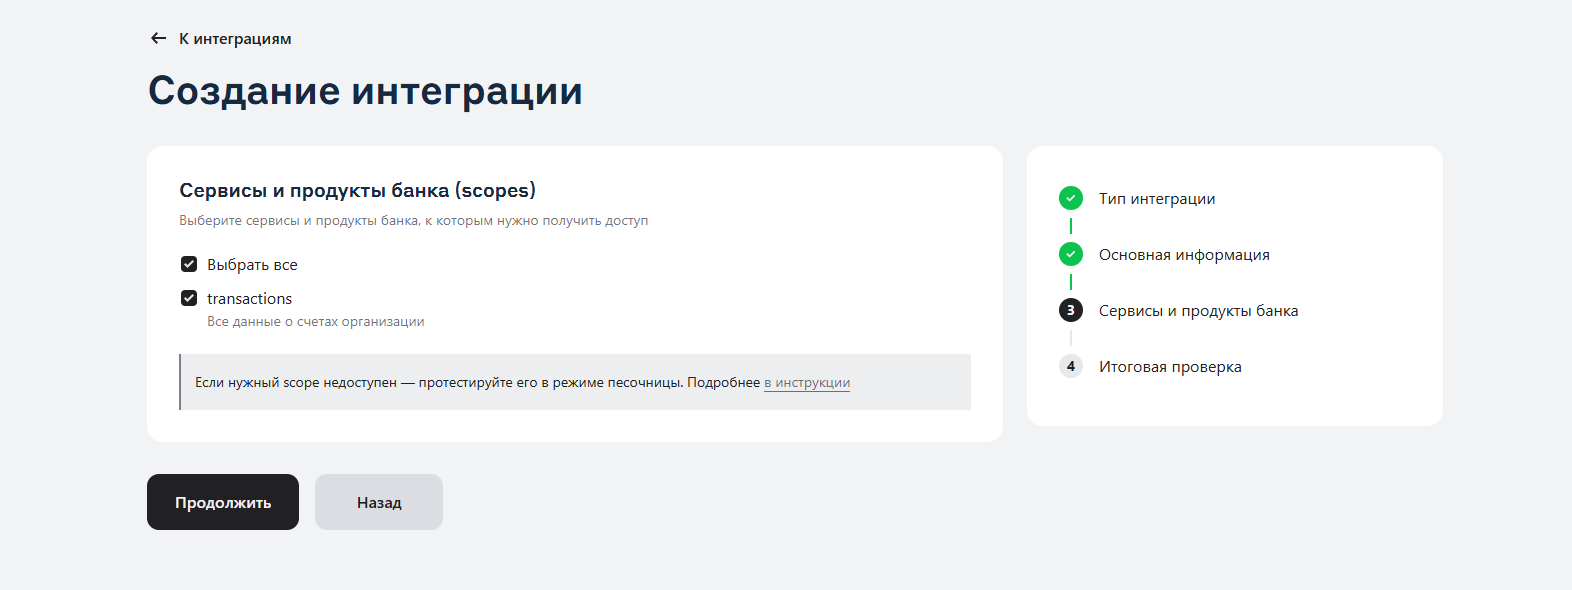 К интеграциям
Создание интеграции
Сервисы и продукты банка (scopes)
Выберите сервисы и продукты банка, к которым нужно получить доступ
Выбрать все
transactions
Все данные о счетах организации
Если нужный scope недоступен — протестируйте его в режиме песочницы. Подробнее в инструкции
Продолжить
Назад
Тип интеграции
Основная информация
3 Сервисы и продукты банка
4 Итоговая проверка